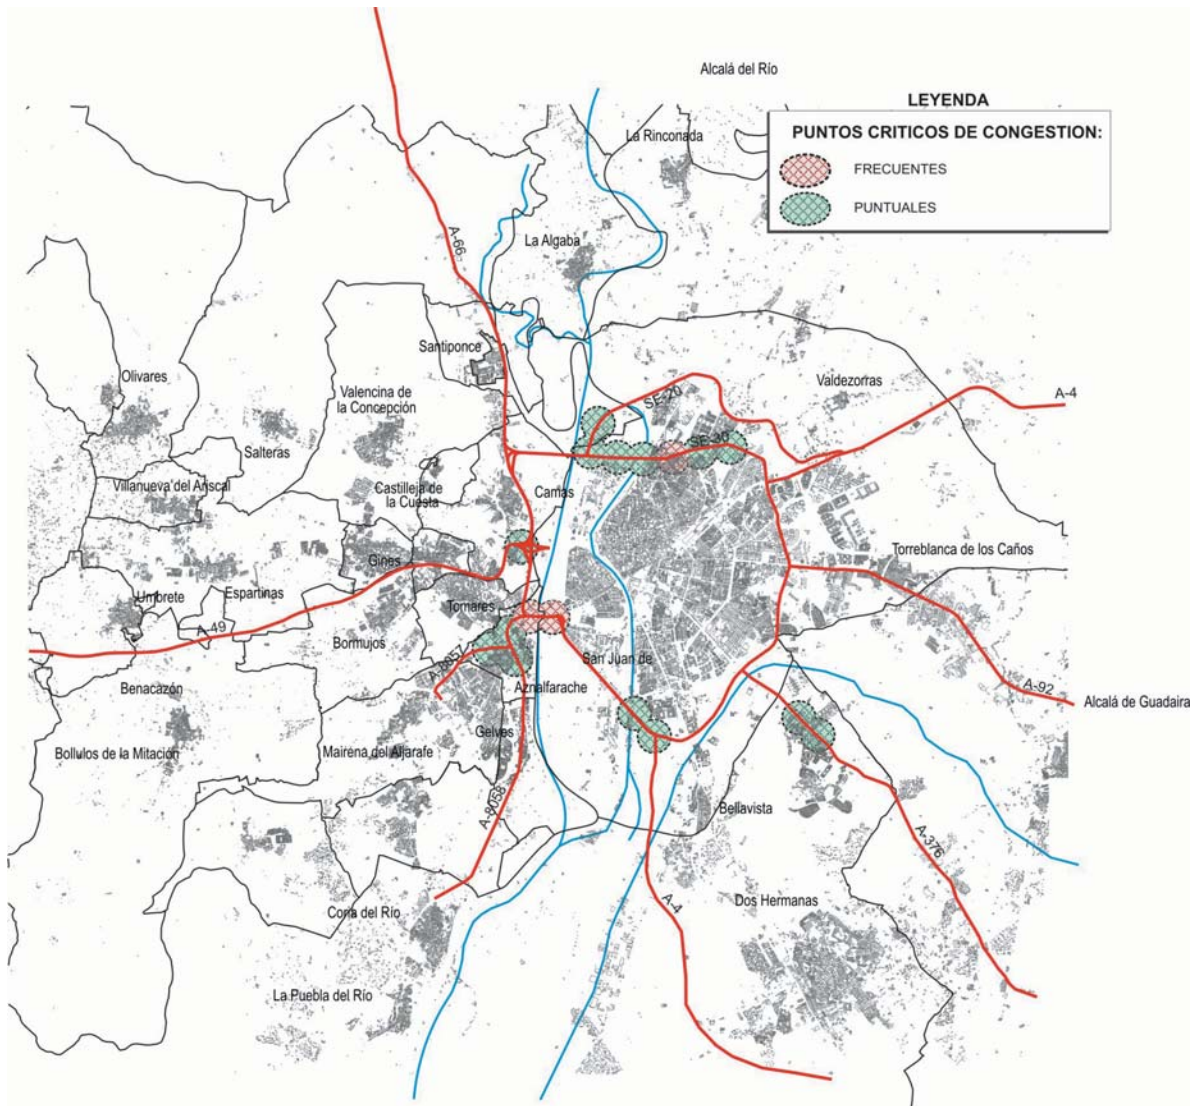 Alcalá del Río
LEYENDA
PUNTOS CRITICOS DE CONGESTION:
FRECUENTES
PUNTUALES
La Rinconada
A-66
La Algaba
Santiponce
Olivares
Valencina de
la Concepción
SE-20
Valdezorras
A-4
SE-30
Salteras
Villanueva del Ariscal
Castilleja de
la Cuesta
Camas
Torreblanca de los Caños
Gines
Umbrete
Espartinas
Tomares
A-49
Bormujos
San Juan de
Aznalfarache
A-8057
Benacazón
A-92
Alcalá de Guadaira
Bollulos de la Mitación
Mairena del Aljarafe
Gelves
A-8058
Bellavista
A-376
Coria del Río
A-4
Dos Hermanas
La Puebla del Río